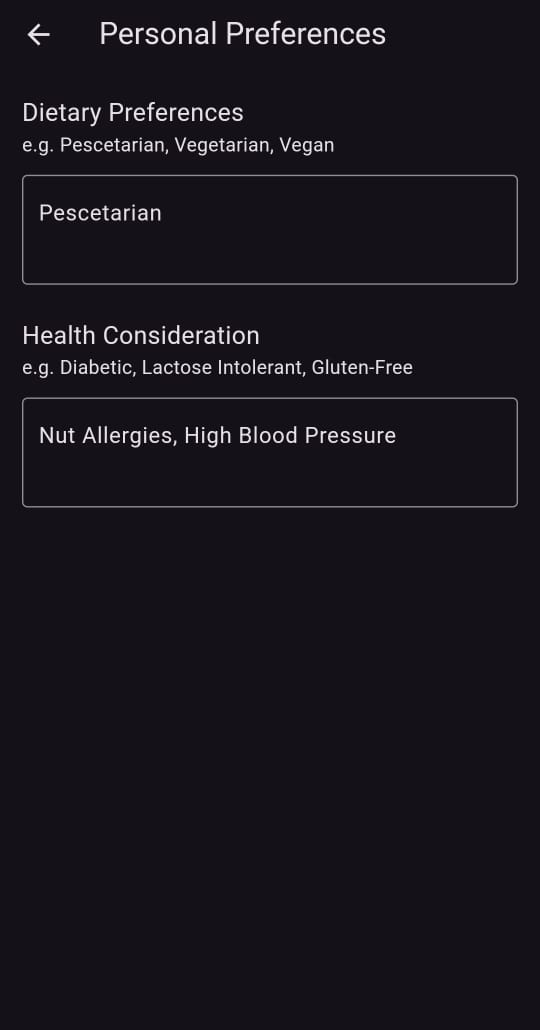 Personal Preferences
Dietary Preferences
e.g. Pescetarian, Vegetarian, Vegan
Pescetarian
Health Consideration
e.g. Diabetic, Lactose Intolerant, Gluten-Free
Nut Allergies, High Blood Pressure